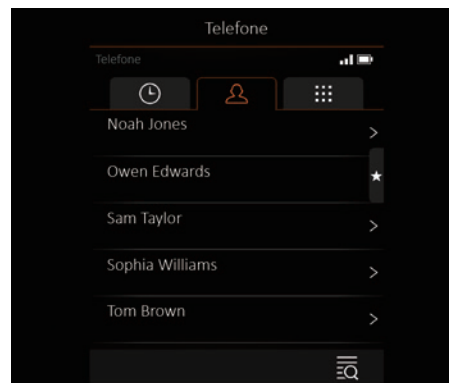 Telefone
Telefone
Noah Jones
Owen Edwards
Sam Taylor
Sophia Williams
Tom Brown